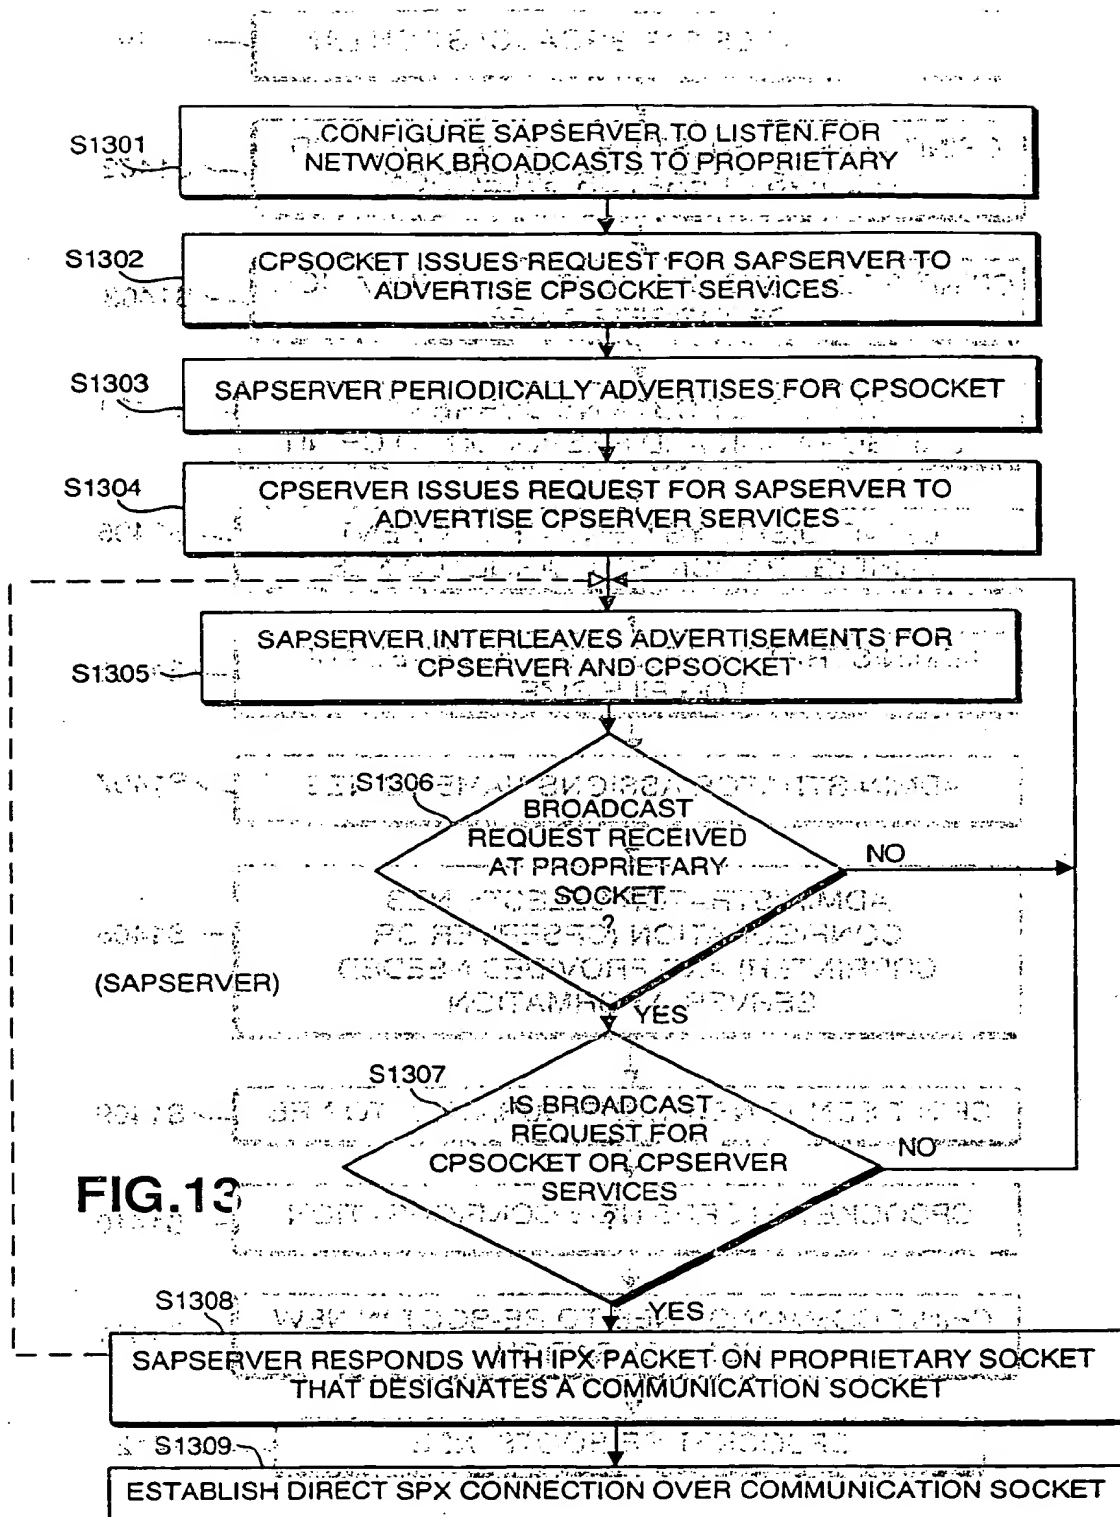 S1301
CONFIGURE SAPSERVER TO LISTEN FOR
NETWORK BROADCASTS TO PROPRIETARY
S1302
CPSOCKET ISSUES REQUEST FOR SAPSERVER TO
ADVERTISE CPSOCKET SERVICES
S1303
SAPSERVER PERIODICALLY ADVERTISES FOR CPSOCKET
S1304
CPSERVER ISSUES REQUEST FOR SAPSERVER TO
ADVERTISE CPSERVER SERVICES
S1305
SAPSERVER INTERLEAVES ADVERTISEMENTS FOR
CPSERVER AND CPSOCKET
S1306
BROADCAST
REQUEST RECEIVED
AT PROPRIETARY
SOCKET
?
NO
(SAPSERVER)
YES
S1307
IS BROADCAST
REQUEST FOR
CPSOCKET OR CPSERVER
SERVICES
?
NO
FIG.13
YES
S1308
SAPSERVER RESPONDS WITH IPX PACKET ON PROPRIETARY SOCKET
THAT DESIGNATES A COMMUNICATION SOCKET
S1309
ESTABLISH DIRECT SPX CONNECTION OVER COMMUNICATION SOCKET